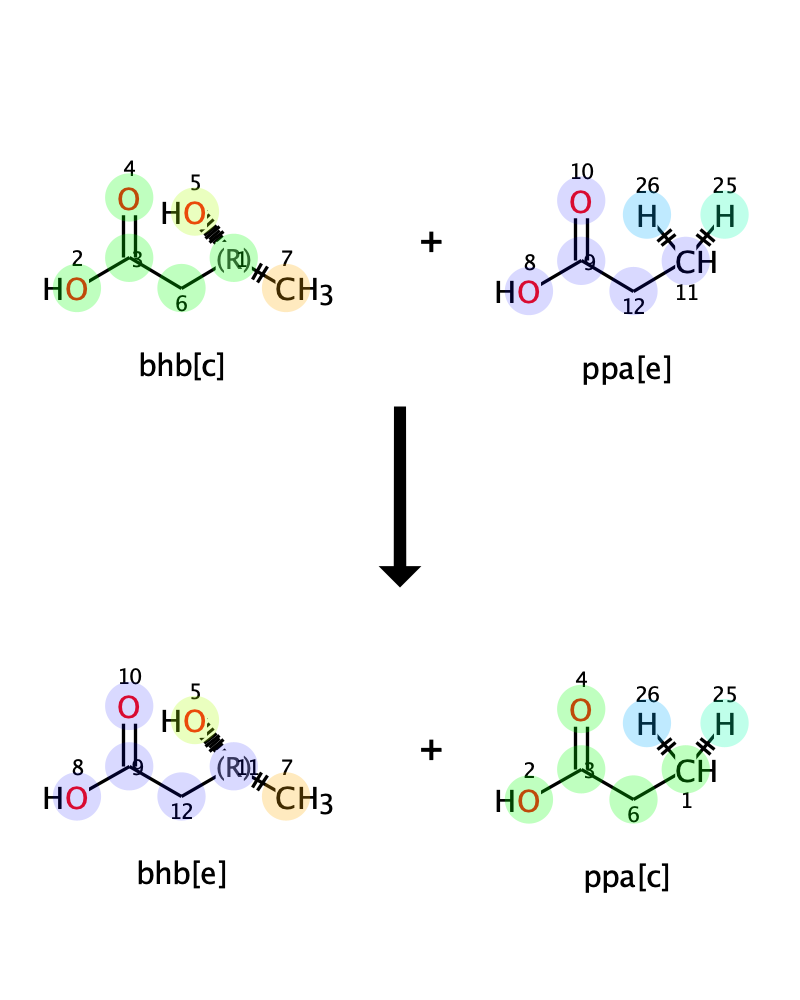 4 5 10 26 25
O HO O H H
+
2 3 (R) 1 7 8 9 CH
HO 6 CH3 HO 12 11
bhb[c] ppa[e]
10 5 4 26 25
O HO O H H
+
8 9 (R) 11 7 2 3 CH
HO 12 CH3 HO 6 1
bhb[e] ppa[c]